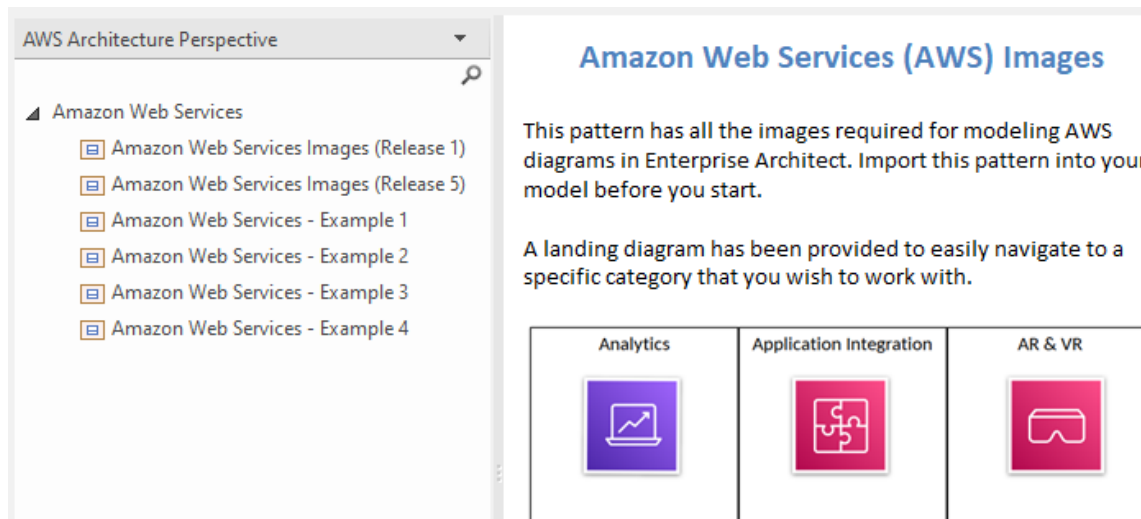 AWS Architecture Perspective
Amazon Web Services
Amazon Web Services Images (Release 1)
Amazon Web Services Images (Release 5)
Amazon Web Services - Example 1
Amazon Web Services - Example 2
Amazon Web Services - Example 3
Amazon Web Services - Example 4
Amazon Web Services (AWS) Images
This pattern has all the images required for modeling AWS
diagrams in Enterprise Architect. Import this pattern into your
model before you start.
A landing diagram has been provided to easily navigate to a
specific category that you wish to work with.
Analytics
Application Integration
AR & VR